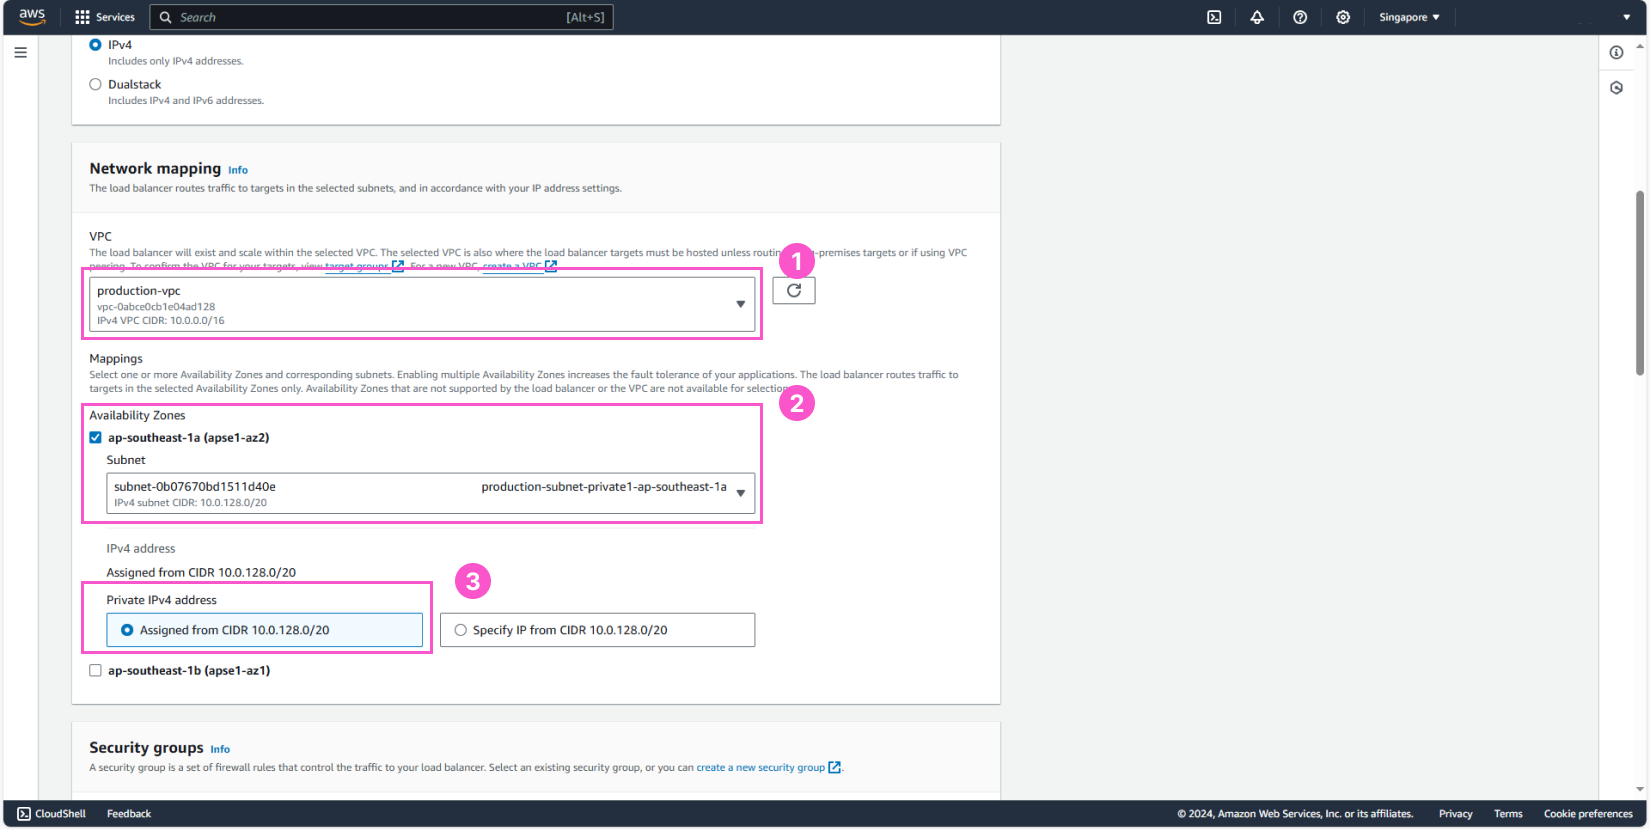 aws Services Search [Alt+S] Singapore
IPv4
Includes only IPv4 addresses.
Dualstack
Includes IPv4 and IPv6 addresses.
Network mapping Info
The load balancer routes traffic to targets in the selected subnets, and in accordance with your IP address settings.
VPC
The load balancer will exist and scale within the selected VPC. The selected VPC is also where the load balancer targets must be hosted unless routing -premises targets or if using VPC
peering. To confirm the VPC for your targets, view target groups. For a new VPC, create a VPC
1
production-vpc
vpc-0abce0cb1e04ad128
IPv4 VPC CIDR: 10.0.0.0/16
Mappings
Select one or more Availability Zones and corresponding subnets. Enabling multiple Availability Zones increases the fault tolerance of your applications. The load balancer routes traffic to
targets in the selected Availability Zones only. Availability Zones that are not supported by the load balancer or the VPC are not available for selection
2
Availability Zones
ap-southeast-1a (apse1-az2)
Subnet
subnet-0b07670bd1511d40e production-subnet-private1-ap-southeast-1a
IPv4 subnet CIDR: 10.0.128.0/20
IPv4 address
Assigned from CIDR 10.0.128.0/20
3
Private IPv4 address
Assigned from CIDR 10.0.128.0/20 Specify IP from CIDR 10.0.128.0/20
ap-southeast-1b (apse1-az1)
Security groups Info
A security group is a set of firewall rules that control the traffic to your load balancer. Select an existing security group, or you can create a new security group.
CloudShell Feedback © 2024, Amazon Web Services, Inc. or its affiliates. Privacy Terms Cookie preferences